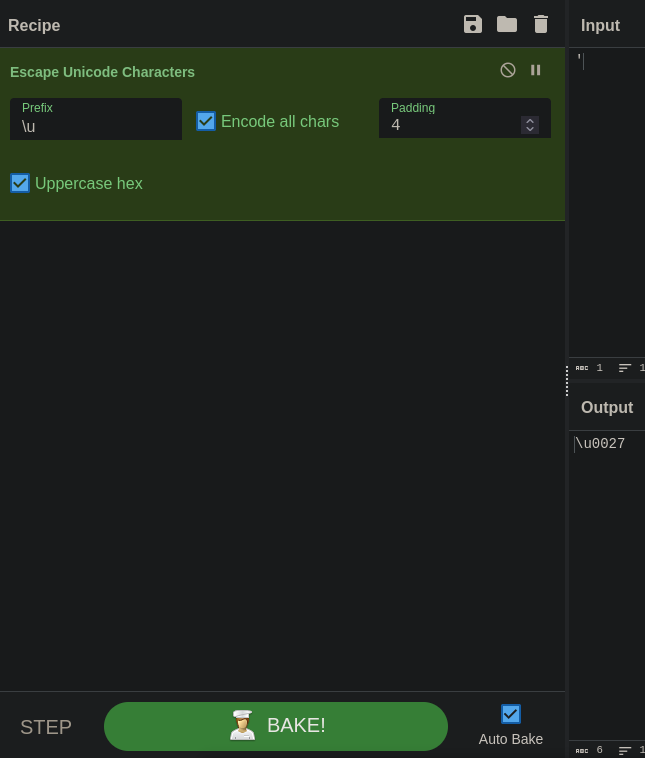 Recipe
Input
Escape Unicode Characters
'
Prefix
\u
Encode all chars
Padding
4
Uppercase hex
ABC 1 1
Output
\u0027
STEP
BAKE!
Auto Bake
ABC 6 1